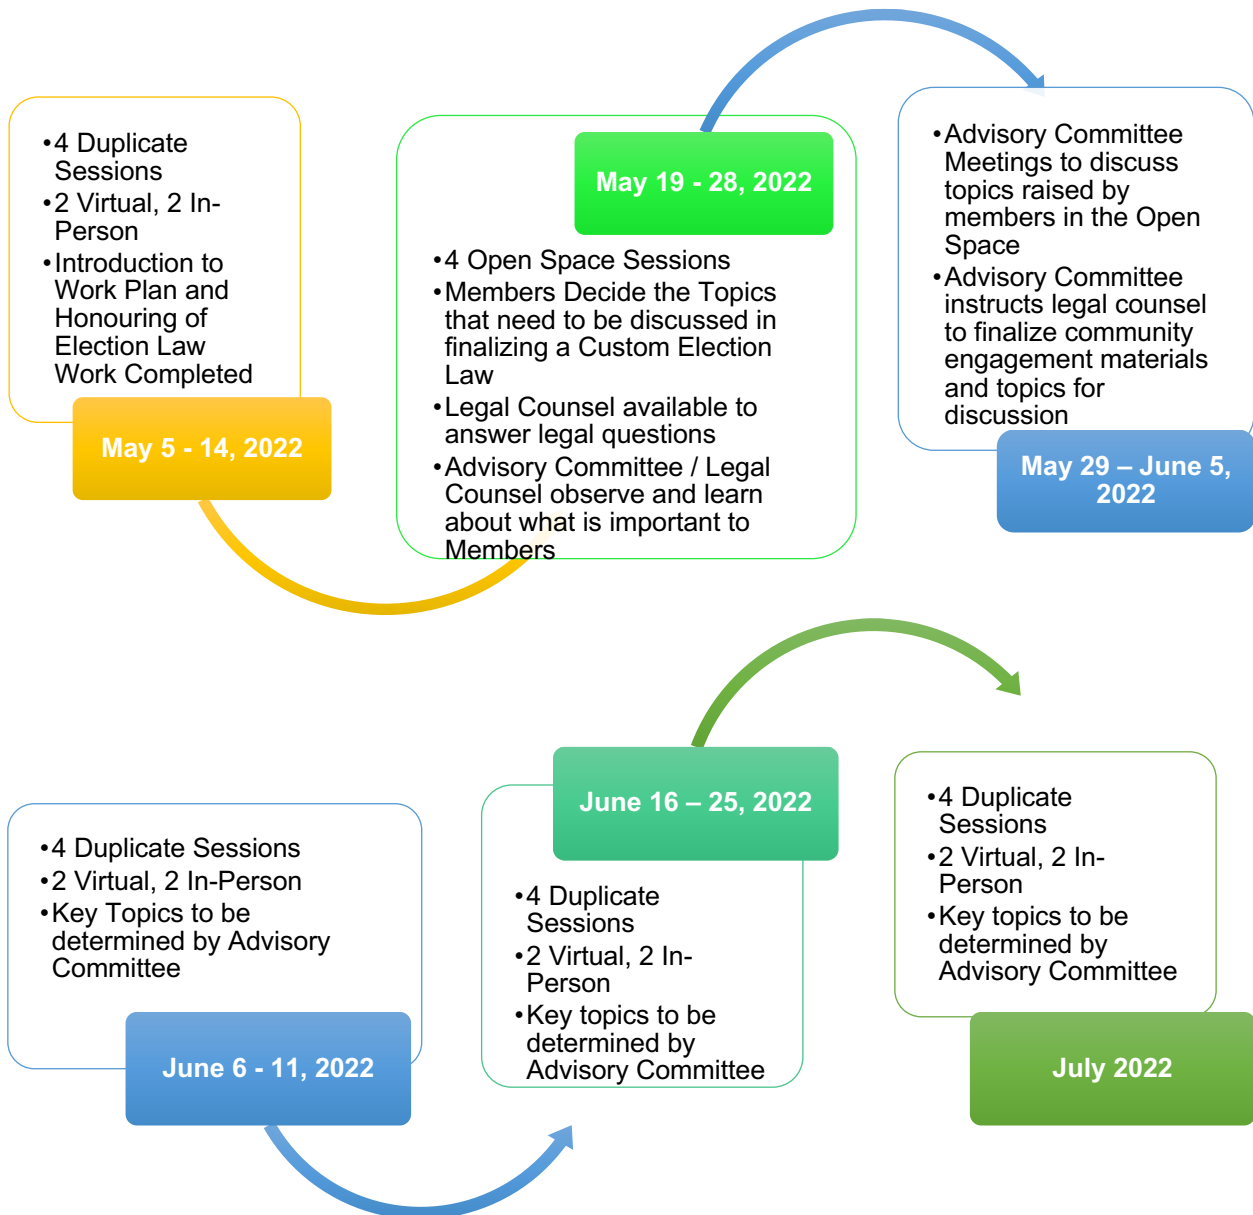 •4 Duplicate
Sessions
•2 Virtual, 2 In-
Person
•Introduction to
Work Plan and
Honouring of
Election Law
Work Completed
May 5 - 14, 2022
May 19 - 28, 2022
•4 Open Space Sessions
•Members Decide the Topics
that need to be discussed in
finalizing a Custom Election
Law
•Legal Counsel available to
answer legal questions
•Advisory Committee / Legal
Counsel observe and learn
about what is important to
Members
•Advisory Committee
Meetings to discuss
topics raised by
members in the Open
Space
•Advisory Committee
instructs legal counsel
to finalize community
engagement materials
and topics for
discussion
May 29 – June 5,
2022
•4 Duplicate Sessions
•2 Virtual, 2 In-Person
•Key Topics to be
determined by Advisory
Committee
June 6 - 11, 2022
June 16 – 25, 2022
•4 Duplicate
Sessions
•2 Virtual, 2 In-
Person
•Key topics to be
determined by
Advisory Committee
•4 Duplicate
Sessions
•2 Virtual, 2 In-
Person
•Key topics to be
determined by
Advisory Committee
July 2022